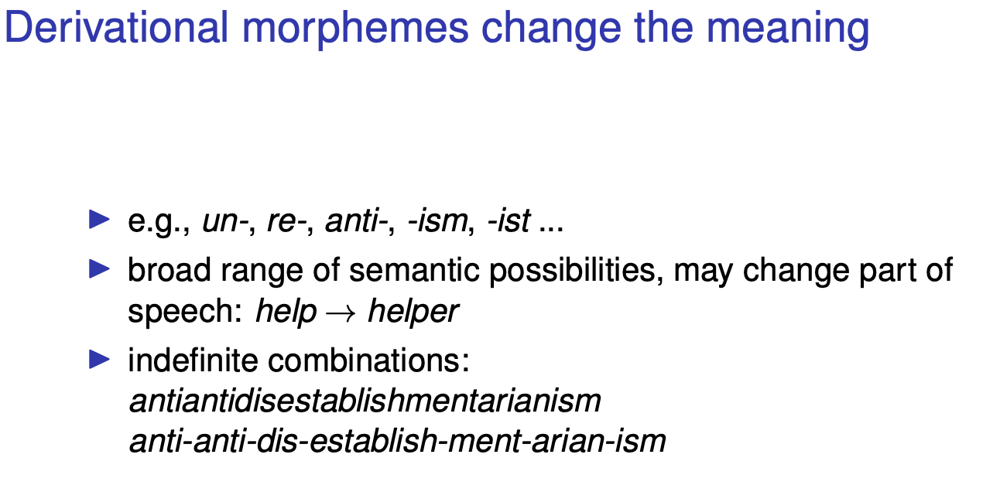 Derivational morphemes change the meaning
▶ e.g., un-, re-, anti-, -ism, -ist ...
▶ broad range of semantic possibilities, may change part of
speech: help → helper
▶ indefinite combinations:
antiantidisestablishmentarianism
anti-anti-dis-establish-ment-arian-ism